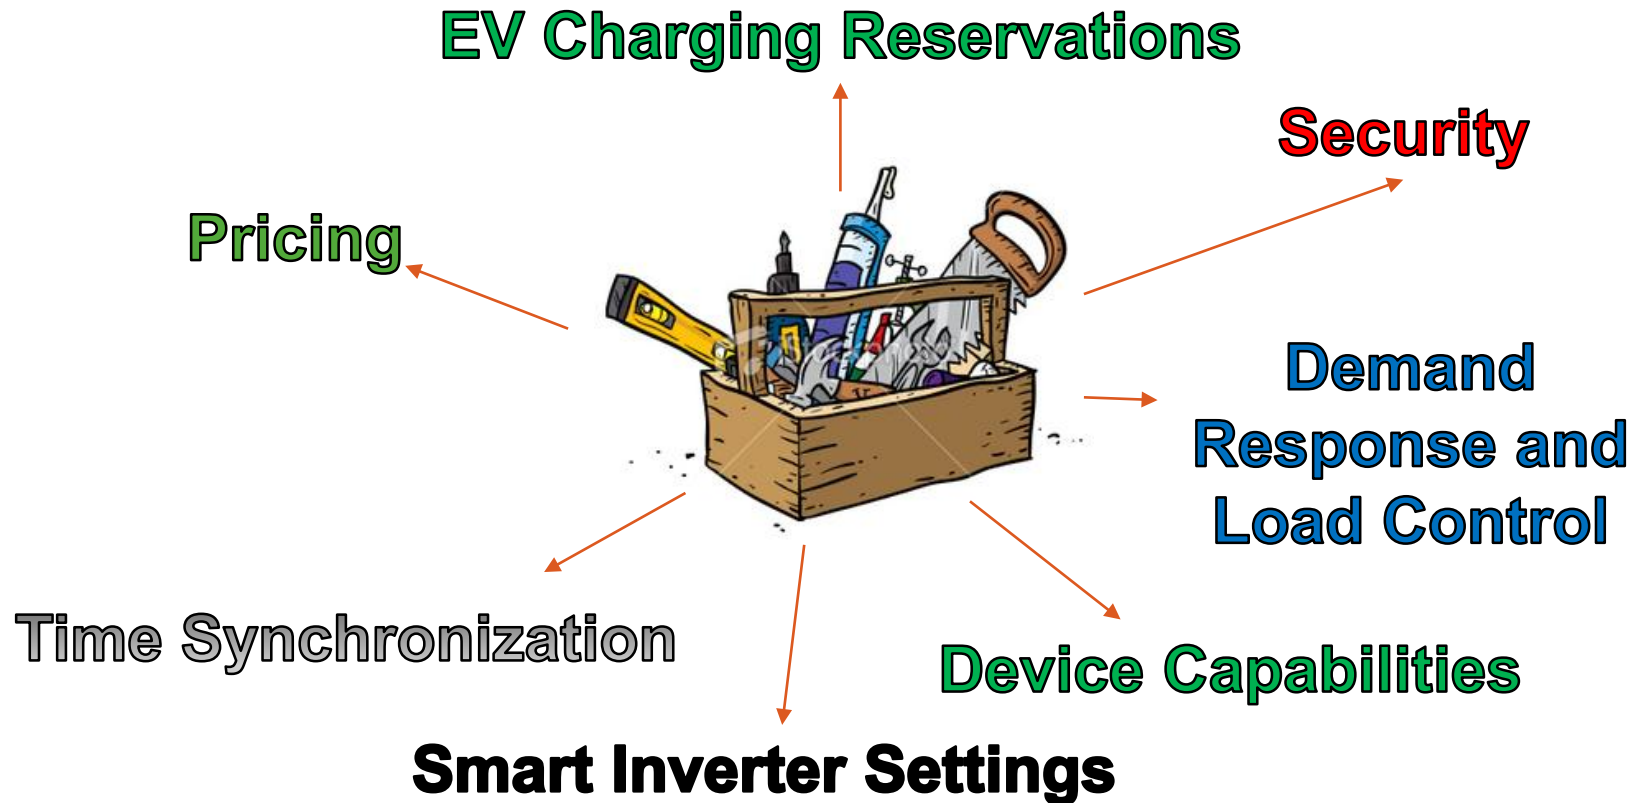 EV Charging Reservations
Security
Pricing
Demand
Response and
Load Control
Time Synchronization
Device Capabilities
Smart Inverter Settings